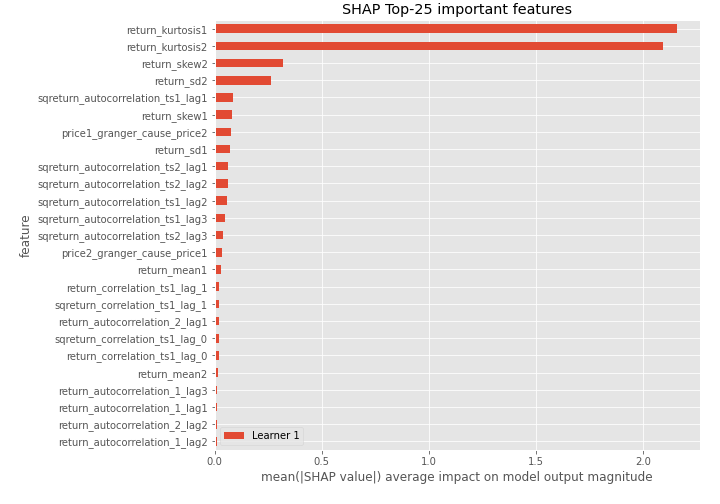 SHAP Top-25 important features
return_kurtosis1
return_kurtosis2
return_skew2
return_sd2
sqreturn_autocorrelation_ts1_lag1
return_skew1
price1_granger_cause_price2
return_sd1
sqreturn_autocorrelation_ts2_lag1
sqreturn_autocorrelation_ts2_lag2
sqreturn_autocorrelation_ts1_lag2
sqreturn_autocorrelation_ts1_lag3
sqreturn_autocorrelation_ts2_lag3
price2_granger_cause_price1
return_mean1
return_correlation_ts1_lag_1
sqreturn_correlation_ts1_lag_1
return_autocorrelation_2_lag1
sqreturn_correlation_ts1_lag_0
return_correlation_ts1_lag_0
return_mean2
return_autocorrelation_1_lag3
return_autocorrelation_1_lag1
return_autocorrelation_2_lag2
return_autocorrelation_1_lag2
feature
Learner 1
0.0 0.5 1.0 1.5 2.0
mean(|SHAP value|) average impact on model output magnitude